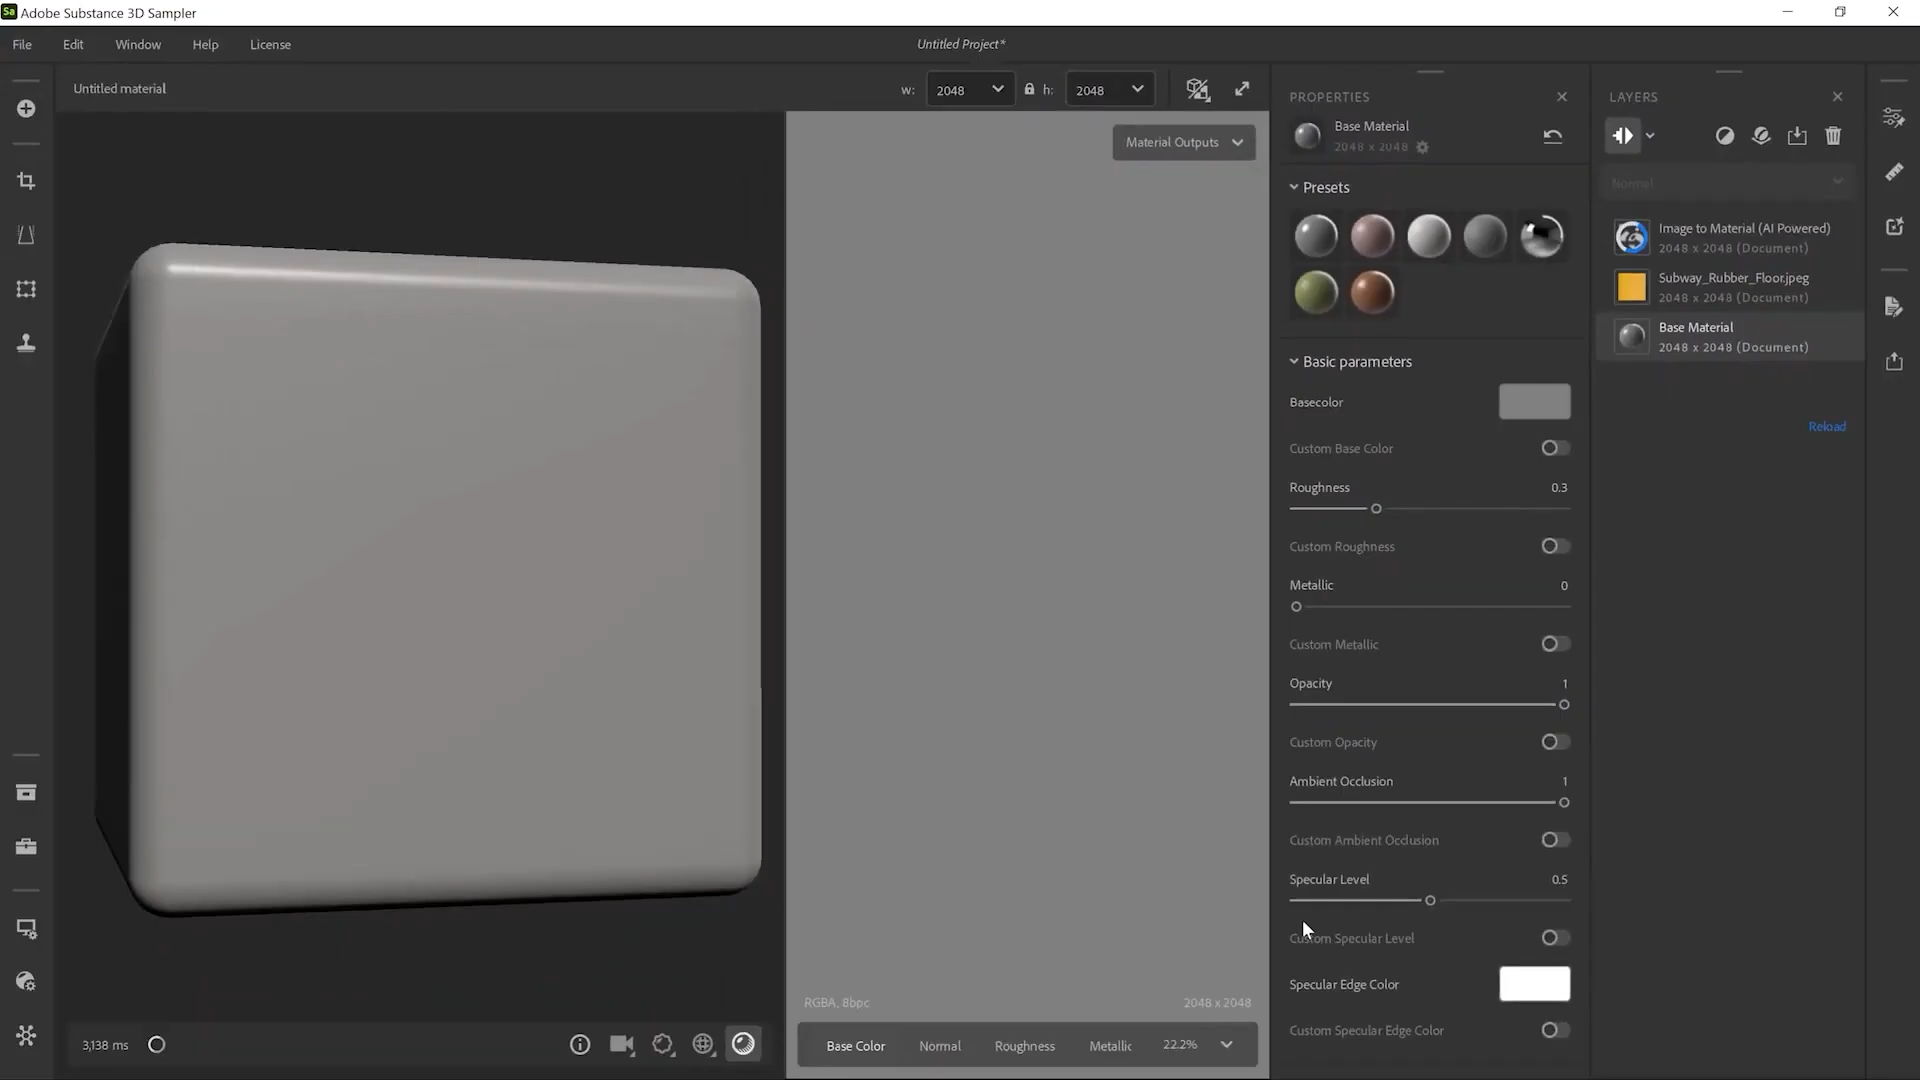 Sa Adobe Substance 3D Sampler
File Edit Window Help License
Untitled Project*
Untitled material
w: 2048 h: 2048
Material Outputs
RGBA, 8bpc 2048 x 2048
Base Color Normal Roughness Metallic 22.2%
3,138 ms
PROPERTIES
Base Material
2048 x 2048
Presets
Basic parameters
Basecolor
Custom Base Color
Roughness 0.3
Custom Roughness
Metallic 0
Custom Metallic
Opacity 1
Custom Opacity
Ambient Occlusion 1
Custom Ambient Occlusion
Specular Level 0.5
Custom Specular Level
Specular Edge Color
Custom Specular Edge Color
LAYERS
Normal
Image to Material (AI Powered)
2048 x 2048 (Document)
Subway_Rubber_Floor.jpeg
2048 x 2048 (Document)
Base Material
2048 x 2048 (Document)
Reload